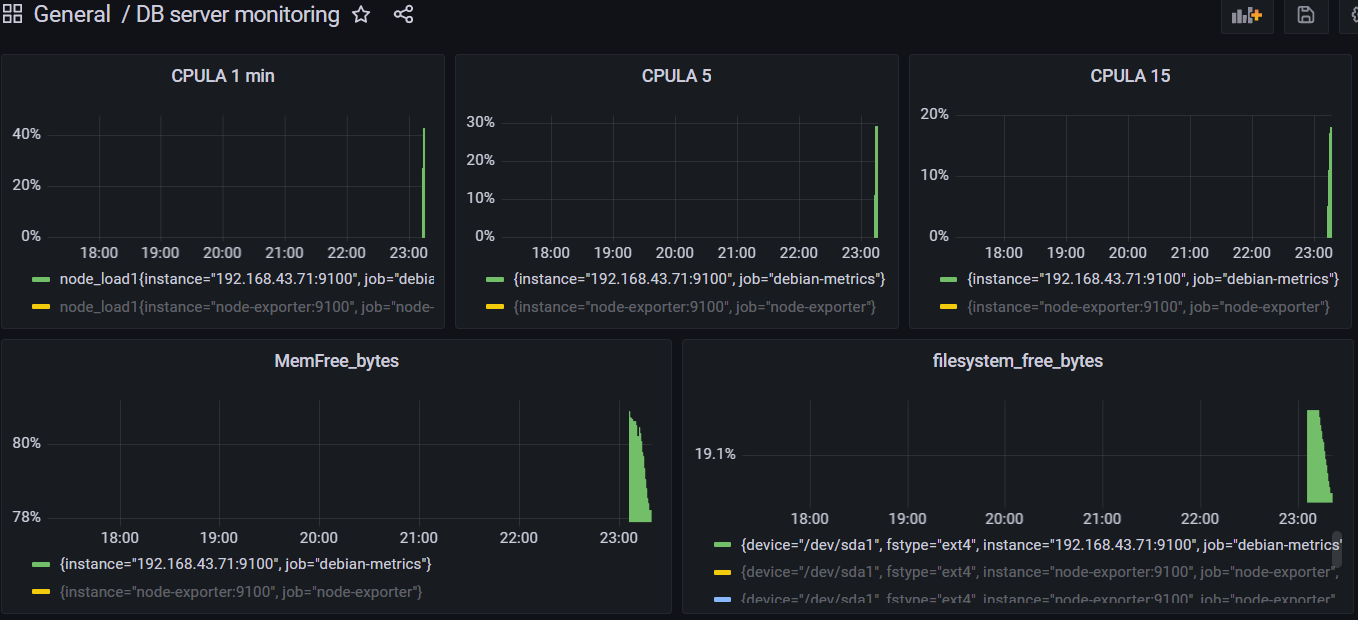 General / DB server monitoring
CPULA 1 min
40%
20%
0%
18:00 19:00 20:00 21:00 22:00 23:00
node_load1{instance="192.168.43.71:9100", job="debia
node_load1{instance="node-exporter:9100", job="node-
CPULA 5
30%
20%
10%
0%
18:00 19:00 20:00 21:00 22:00 23:00
{instance="192.168.43.71:9100", job="debian-metrics"}
{instance="node-exporter:9100", job="node-exporter"}
CPULA 15
20%
10%
0%
18:00 19:00 20:00 21:00 22:00 23:00
{instance="192.168.43.71:9100", job="debian-metrics"}
{instance="node-exporter:9100", job="node-exporter"}
MemFree_bytes
80%
78%
18:00 19:00 20:00 21:00 22:00 23:00
{instance="192.168.43.71:9100", job="debian-metrics"}
{instance="node-exporter:9100", job="node-exporter"}
filesystem_free_bytes
19.1%
18:00 19:00 20:00 21:00 22:00 23:00
{device="/dev/sda1", fstype="ext4", instance="192.168.43.71:9100", job="debian-metrics"
{device="/dev/sda1", fstype="ext4", instance="node-exporter:9100", job="node-exporter",
{device="/dev/sda1", fstype="ext4", instance="node-exporter:9100", job="node-exporter"